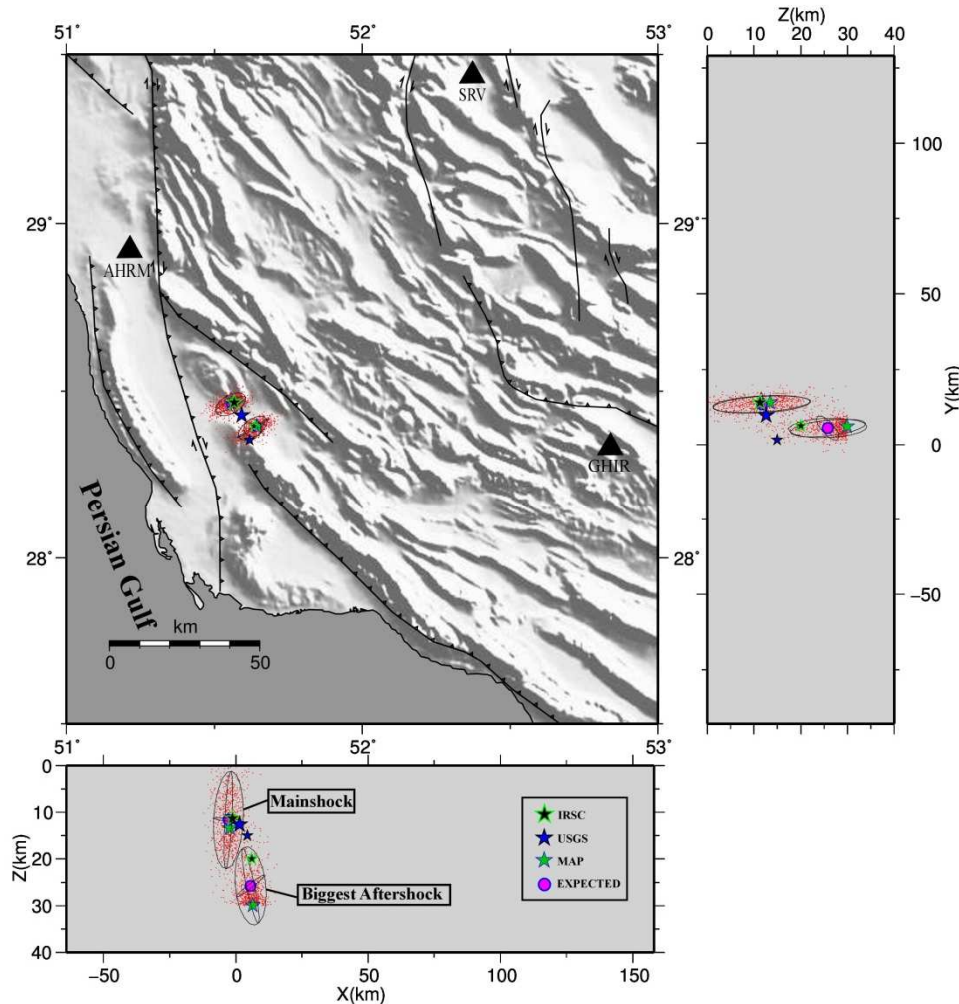 51˚ 52˚ 53˚
Z(km)
0 10 20 30 40
SRV
29˚ 29˚
AHRM
GHIR
28˚ 28˚
Persian Gulf
km
0 50
100
50
0
−50
Y(km)
51˚ 52˚ 53˚
0
10
20
30
40
Z(km)
Mainshock
Biggest Aftershock
IRSC
USGS
MAP
EXPECTED
−50 0 50 100 150
X(km)